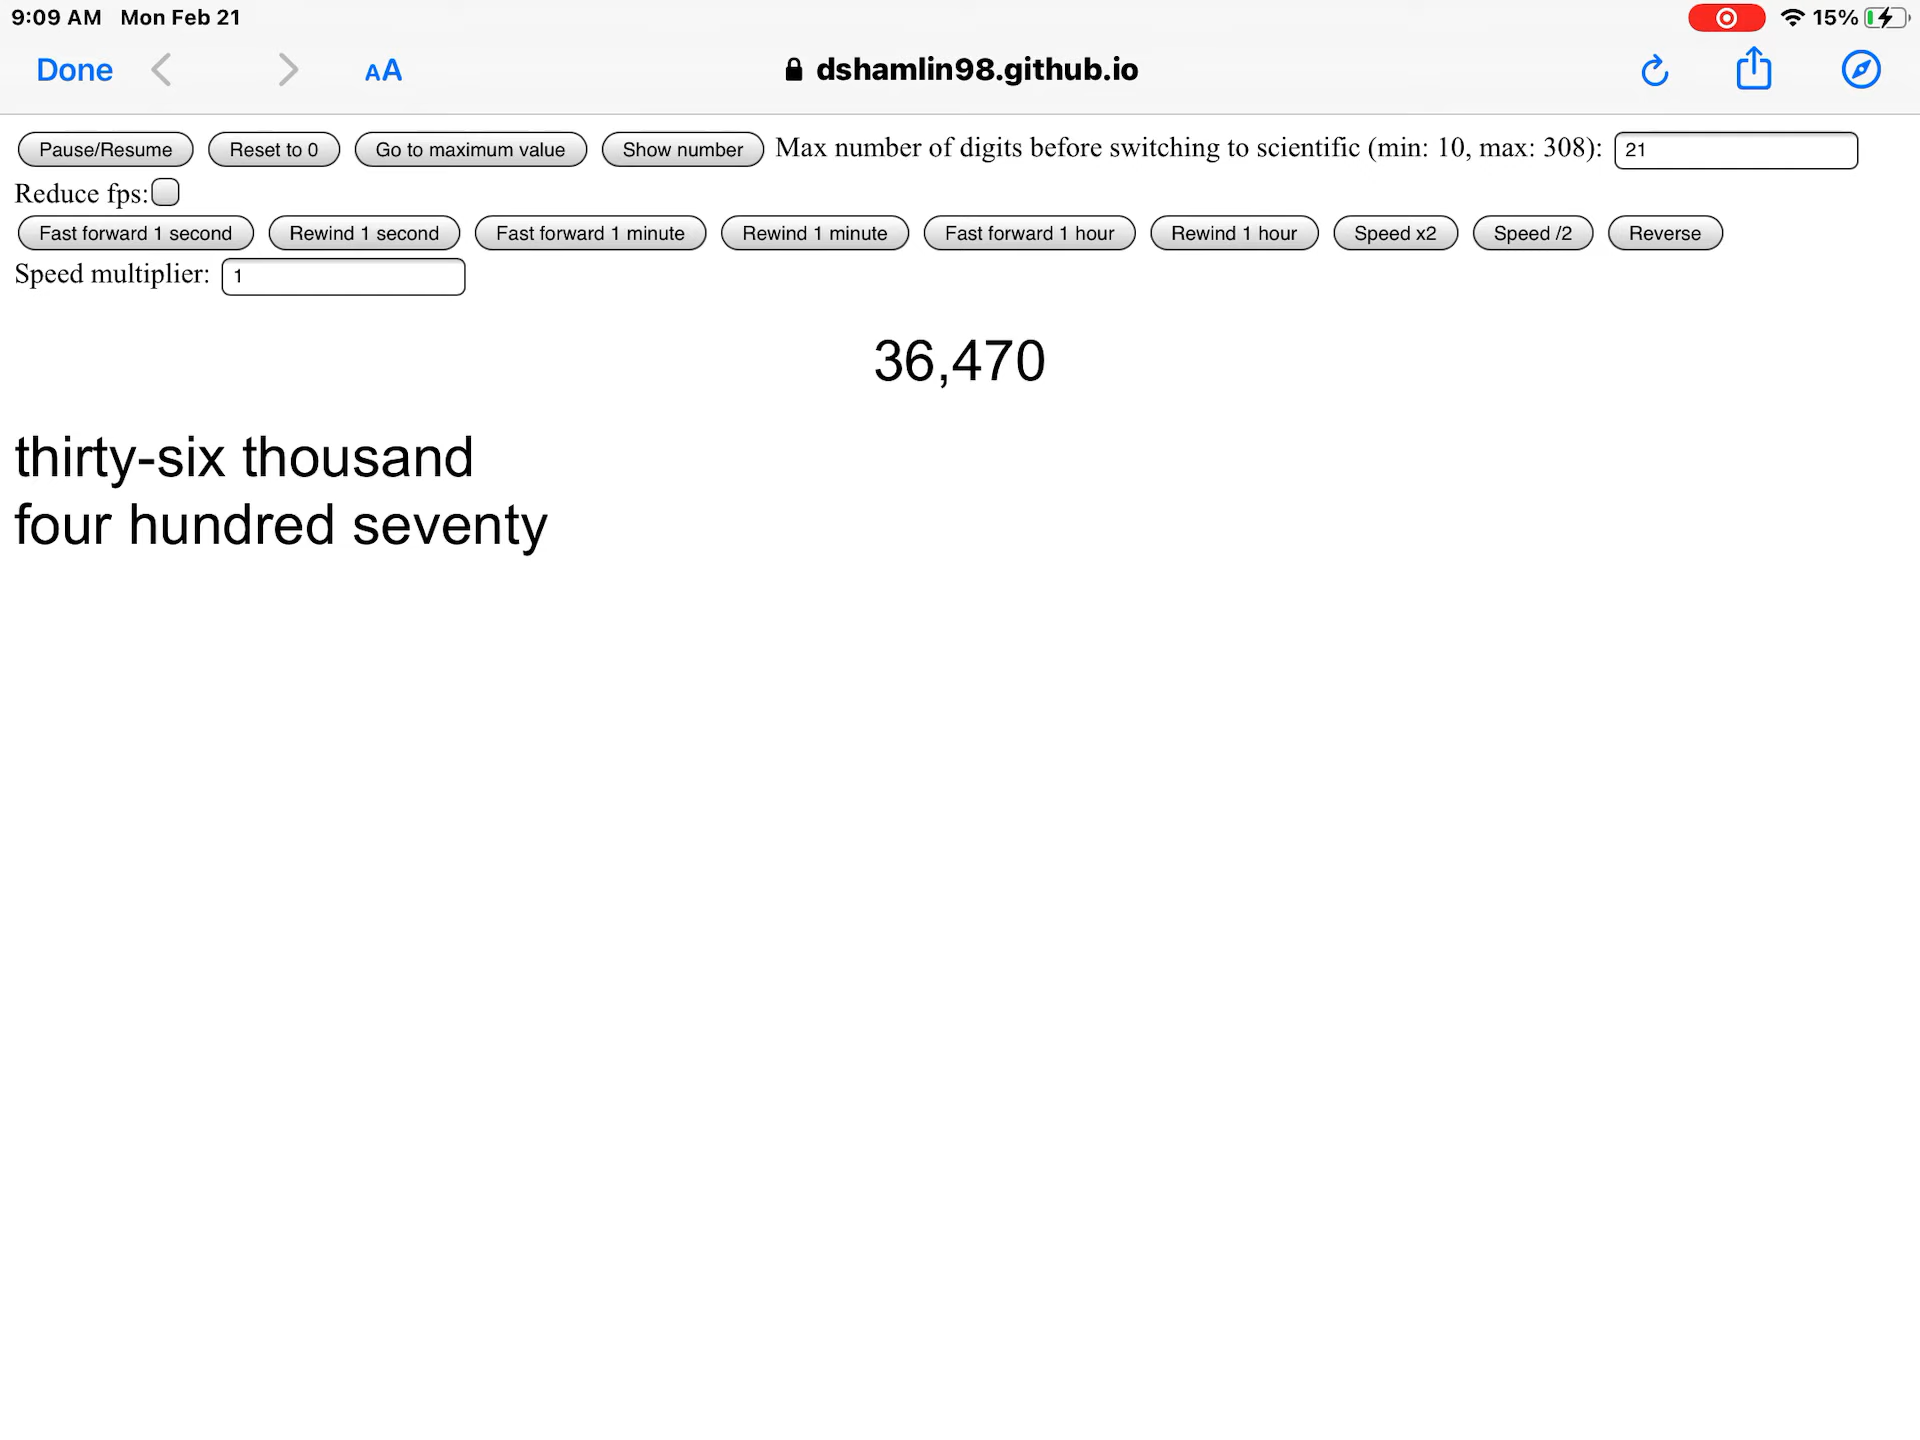 9:09 AM Mon Feb 21 15%
Done AA dshamlin98.github.io
Pause/Resume Reset to 0 Go to maximum value Show number Max number of digits before switching to scientific (min: 10, max: 308): 21
Reduce fps:
Fast forward 1 second Rewind 1 second Fast forward 1 minute Rewind 1 minute Fast forward 1 hour Rewind 1 hour Speed x2 Speed /2 Reverse
Speed multiplier: 1
36,470
thirty-six thousand
four hundred seventy